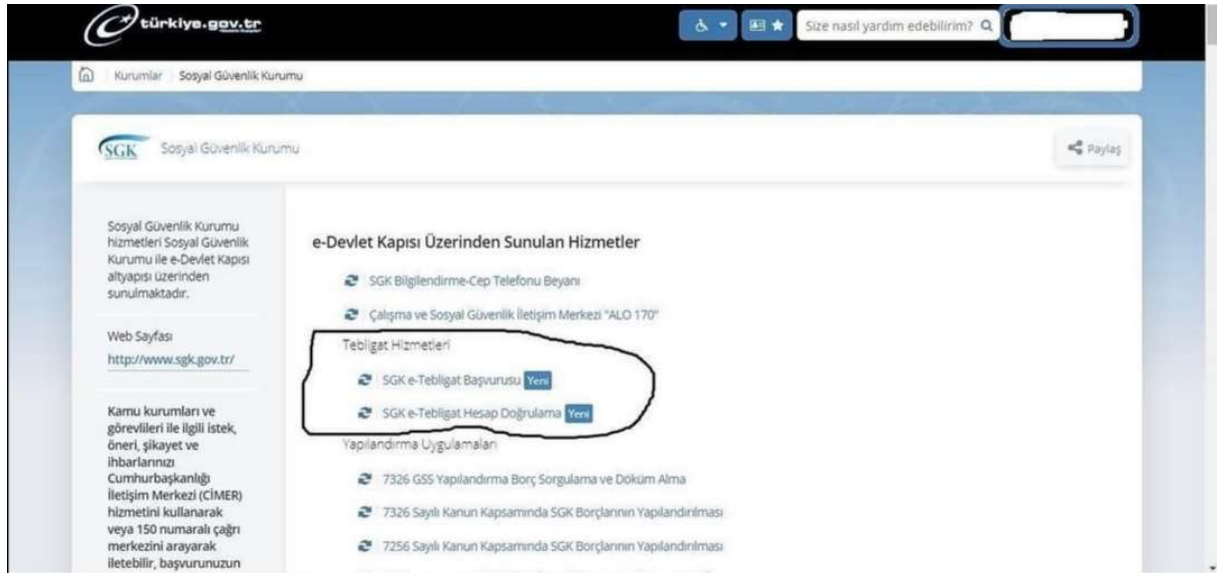 türkiye.gov.tr
Size nasıl yardım edebilirim?
Kurumlar Sosyal Güvenlik Kurumu
SGK Sosyal Güvenlik Kurumu
Paylaş
Sosyal Güvenlik Kurumu
hizmetleri Sosyal Güvenlik
Kurumu ile e-Devlet Kapısı
altyapısı üzerinden
sunulmaktadır.
Web Sayfası
http://www.sgk.gov.tr/
Kamu kurumları ve
görevlileri ile ilgili istek,
öneri, şikayet ve
ihbarlarınızı
Cumhurbaşkanlığı
İletişim Merkezi (CİMER)
hizmetini kullanarak
veya 150 numaralı çağrı
merkezini arayarak
iletebilir, başvurunuzun
e-Devlet Kapısı Üzerinden Sunulan Hizmetler
SGK Bilgilendirme-Cep Telefonu Beyanı
Çalışma ve Sosyal Güvenlik İletişim Merkezi "ALO 170"
Tebligat Hizmetleri
SGK e-Tebligat Başvurusu Yeni
SGK e-Tebligat Hesap Doğrulama Yeni
Yapılandırma Uygulamaları
7326 GSS Yapılandırma Borç Sorgulama ve Döküm Alma
7326 Sayılı Kanun Kapsamında SGK Borçlarının Yapılandırılması
7256 Sayılı Kanun Kapsamında SGK Borçlarının Yapılandırılması